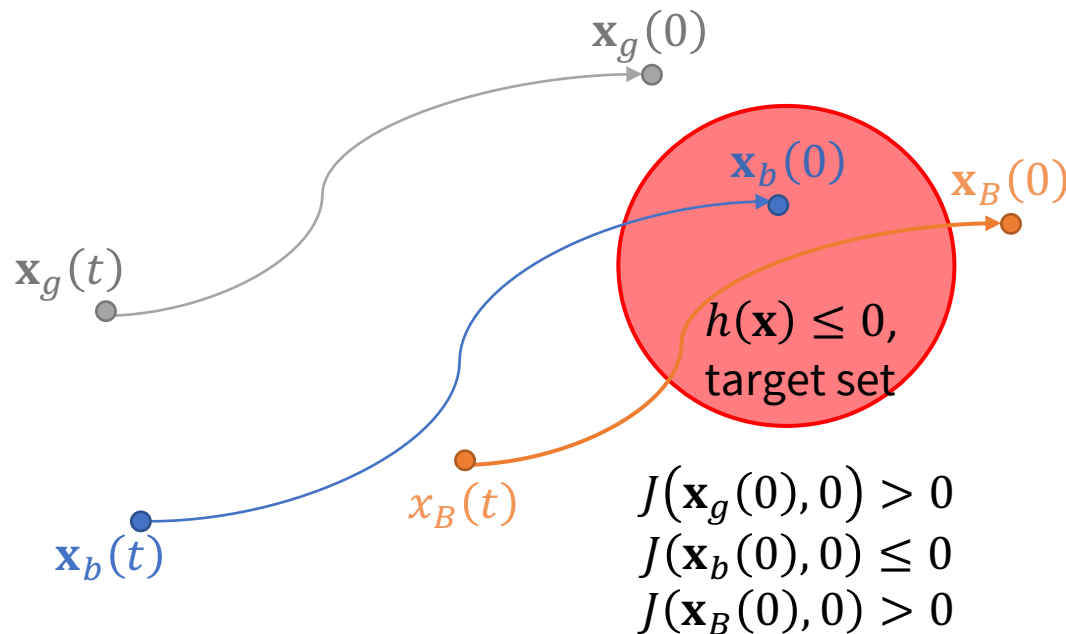 𝐱_g(0)
𝐱_b(0)
𝐱_B(0)
𝐱_g(t)
h(𝐱) ≤ 0,
target set
x_B(t)
𝐱_b(t)
J(𝐱_g(0), 0) > 0
J(𝐱_b(0), 0) ≤ 0
J(𝐱_B(0), 0) > 0